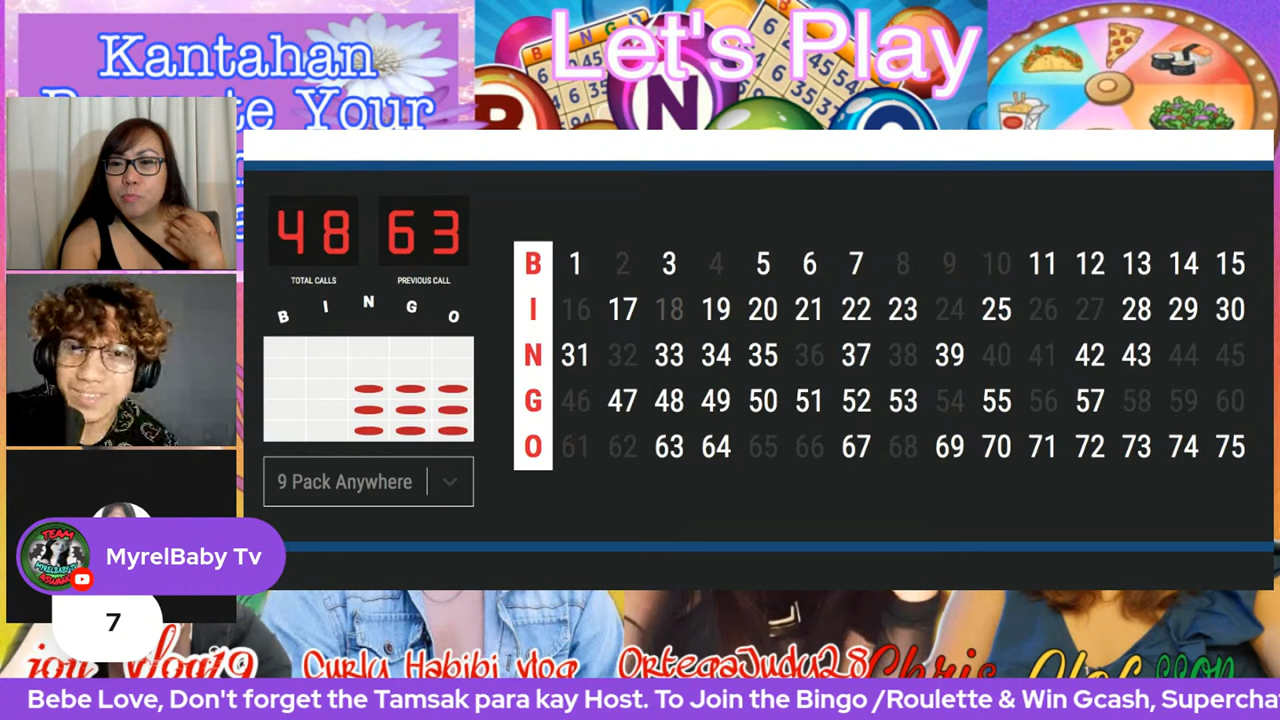 Kantahan
Let's Play
48 63
TOTAL CALLS PREVIOUS CALL
B I N G O
9 Pack Anywhere
B 1 2 3 4 5 6 7 8 9 10 11 12 13 14 15
I 16 17 18 19 20 21 22 23 24 25 26 27 28 29 30
N 31 32 33 34 35 36 37 38 39 40 41 42 43 44 45
G 46 47 48 49 50 51 52 53 54 55 56 57 58 59 60
O 61 62 63 64 65 66 67 68 69 70 71 72 73 74 75
TEAM
MyrelBaby Tv
7
Curly Habibi vlog
OrtegaJudy28
Chris
Bebe Love, Don't forget the Tamsak para kay Host. To Join the Bingo /Roulette & Win Gcash, Supercha